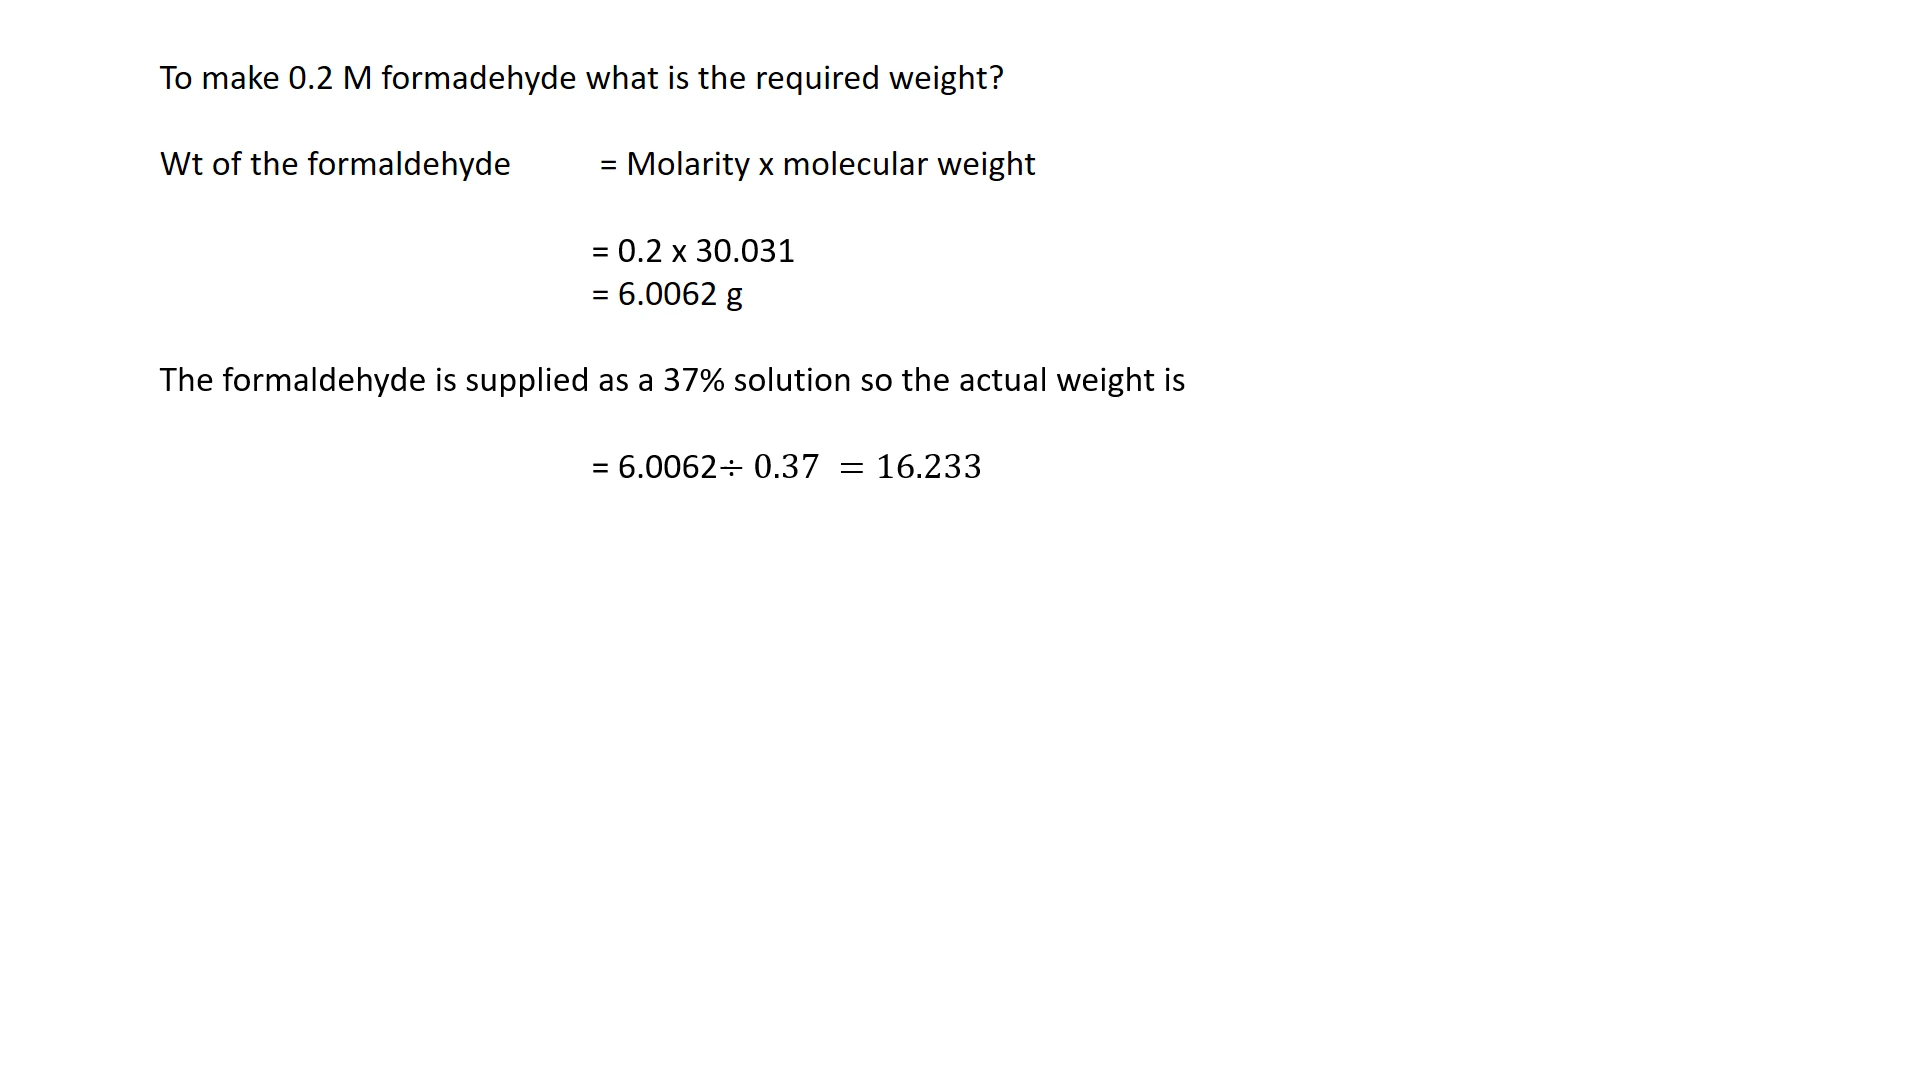 To make 0.2 M formadehyde what is the required weight?
Wt of the formaldehyde = Molarity x molecular weight
= 0.2 x 30.031
= 6.0062 g
The formaldehyde is supplied as a 37% solution so the actual weight is
= 6.0062÷ 0.37 = 16.233